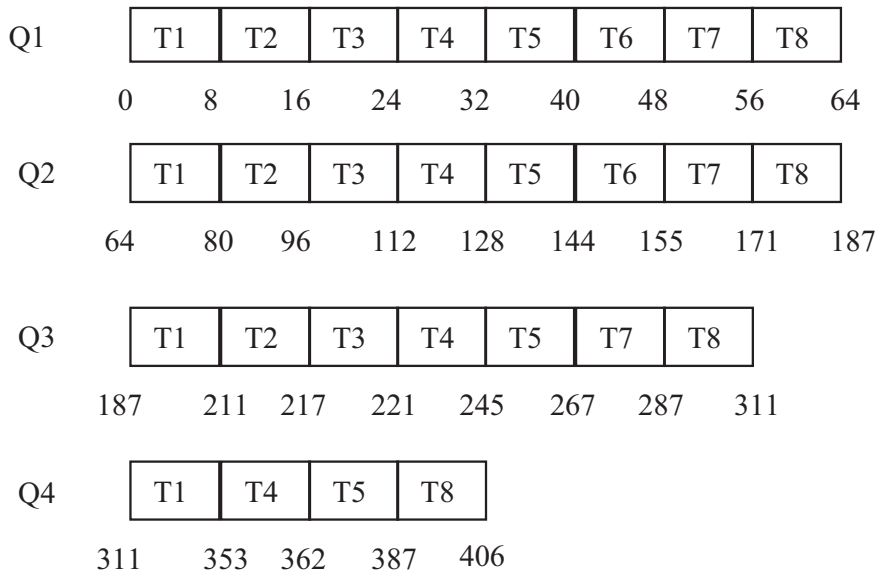 Q1 T1 T2 T3 T4 T5 T6 T7 T8
0 8 16 24 32 40 48 56 64
Q2 T1 T2 T3 T4 T5 T6 T7 T8
64 80 96 112 128 144 155 171 187
Q3 T1 T2 T3 T4 T5 T7 T8
187 211 217 221 245 267 287 311
Q4 T1 T4 T5 T8
311 353 362 387 406